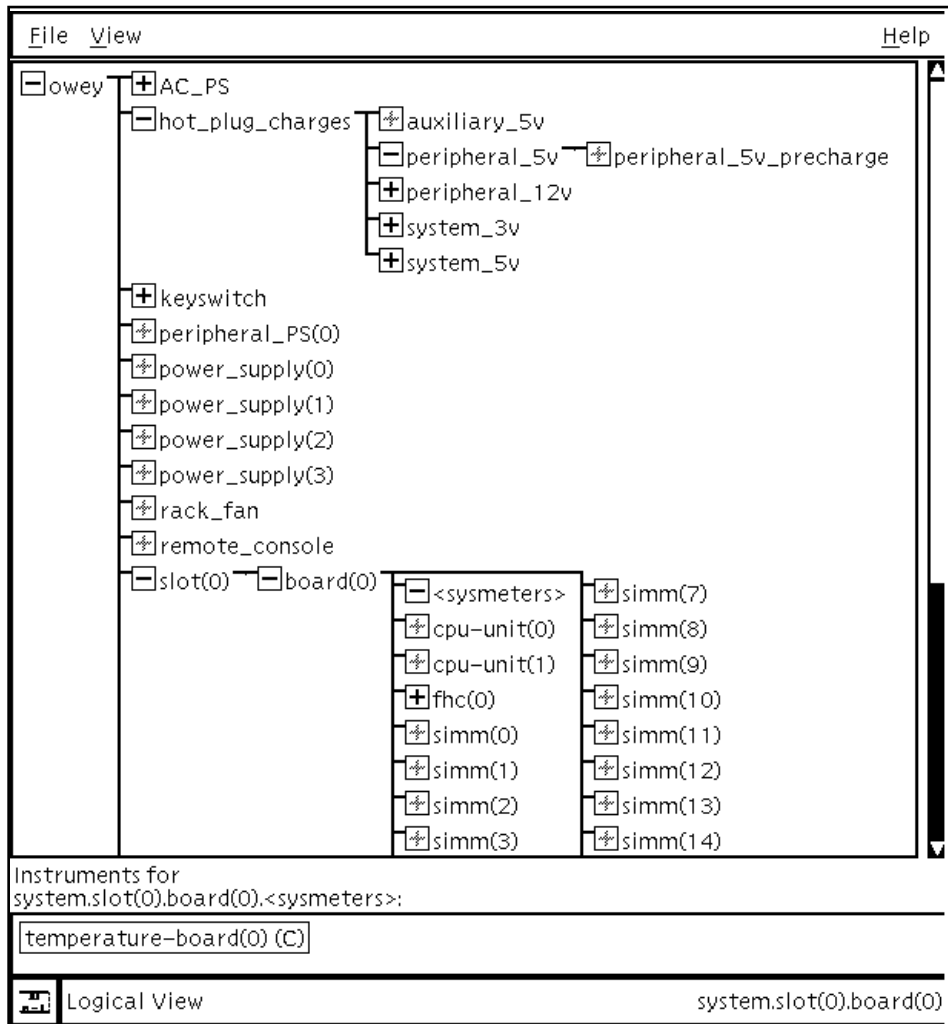 File View Help
owey AC_PS
hot_plug_charges auxiliary_5v
peripheral_5v peripheral_5v_precharge
peripheral_12v
system_3v
system_5v
keyswitch
peripheral_PS(0)
power_supply(0)
power_supply(1)
power_supply(2)
power_supply(3)
rack_fan
remote_console
slot(0) board(0)
<sysmeters> simm(7)
cpu-unit(0) simm(8)
cpu-unit(1) simm(9)
fhc(0) simm(10)
simm(0) simm(11)
simm(1) simm(12)
simm(2) simm(13)
simm(3) simm(14)
Instruments for
system.slot(0).board(0).<sysmeters>:
temperature-board(0) (C)
Logical View system.slot(0).board(0)